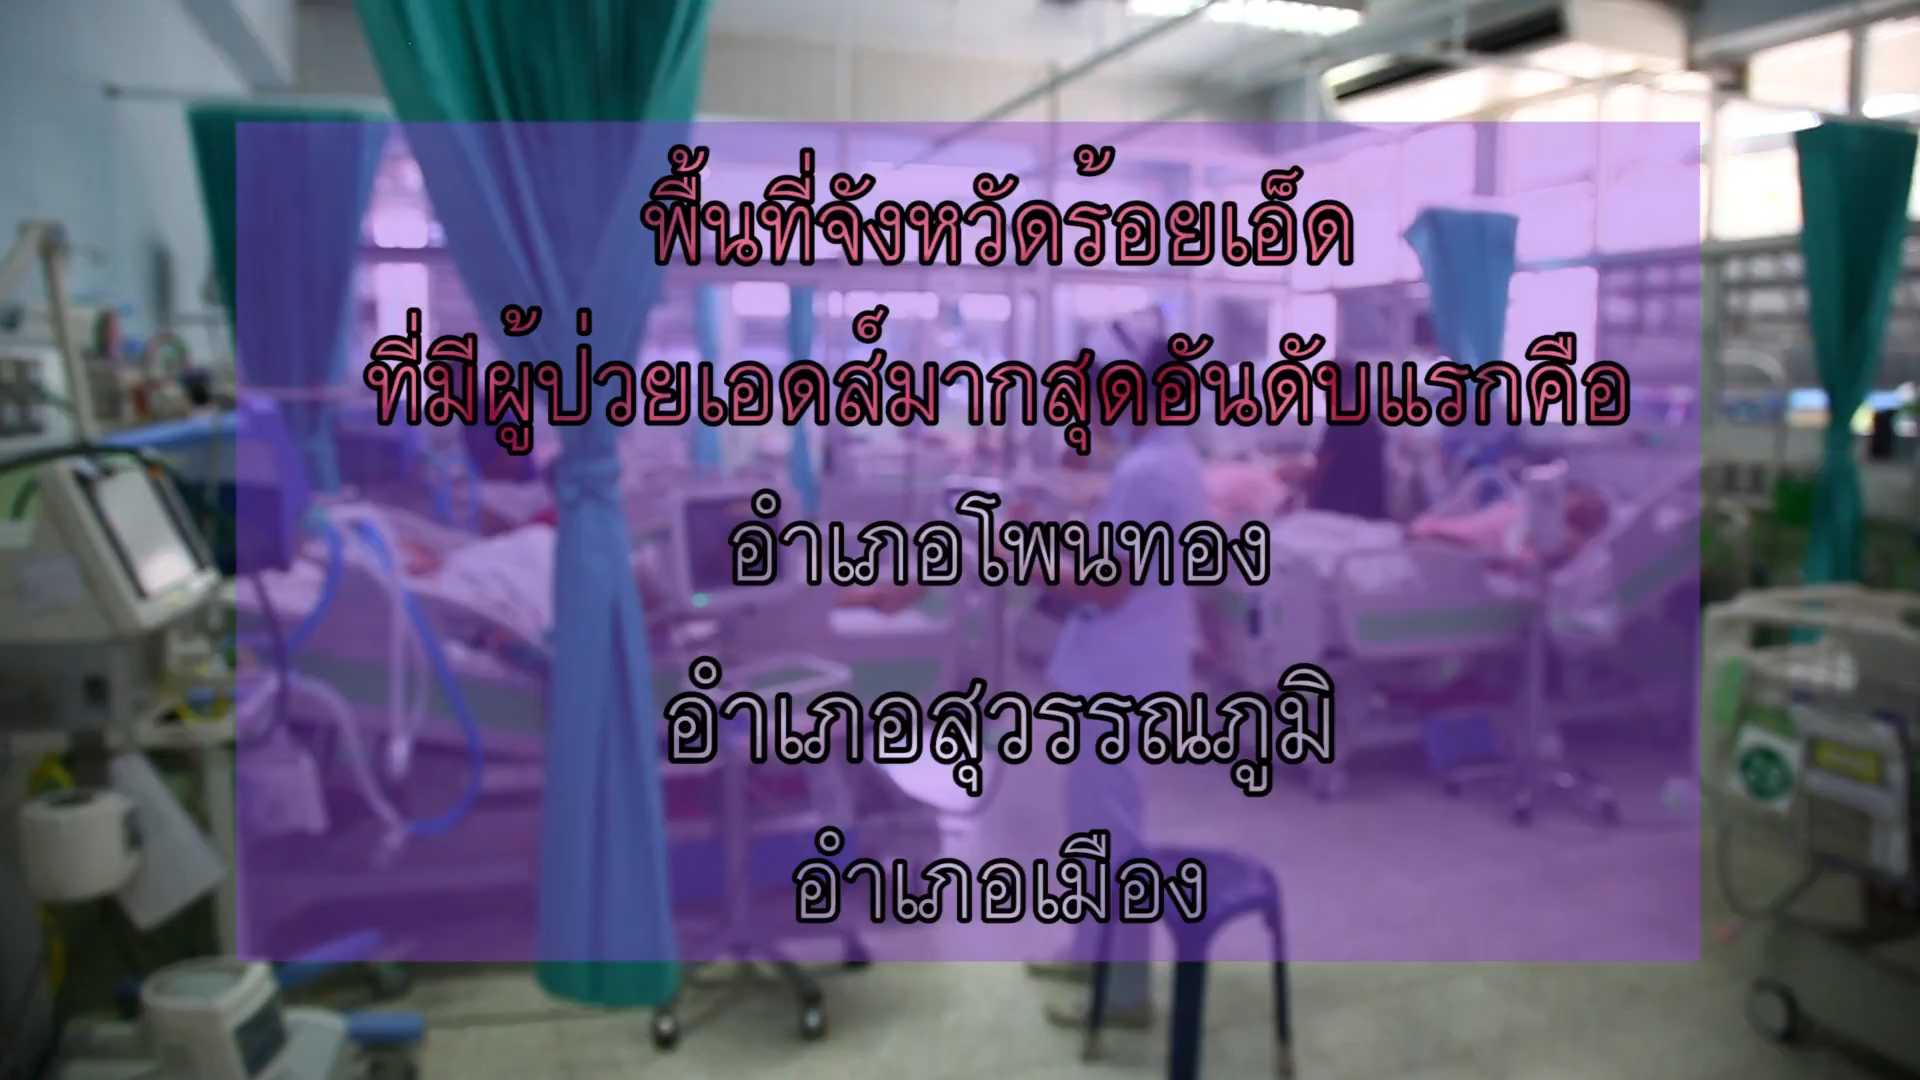 พื้นที่จังหวัดร้อยเอ็ด
ที่มีผู้ป่วยเอดส์มากสุดอันดับแรกคือ
อำเภอโพนทอง
อำเภอสุวรรณภูมิ
อำเภอเมือง